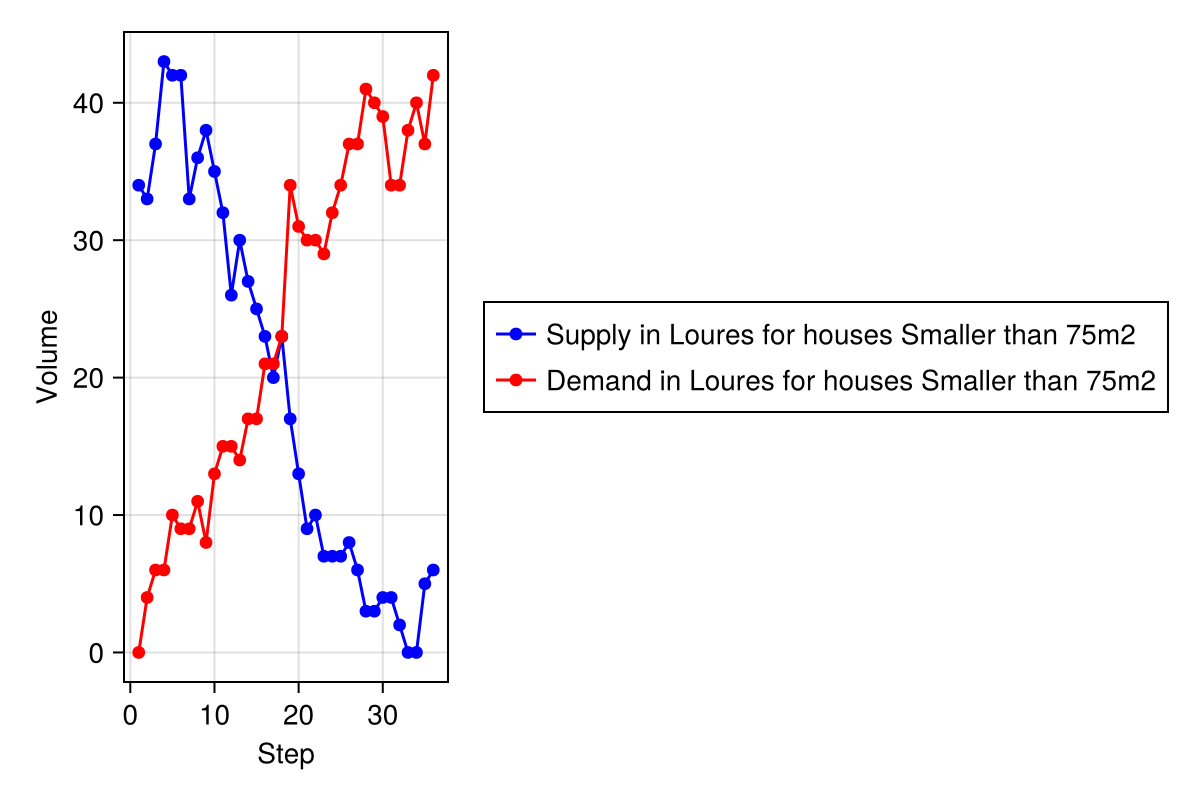 40
30
20
10
0
Volume
0 10 20 30
Step
Supply in Loures for houses Smaller than 75m2
Demand in Loures for houses Smaller than 75m2